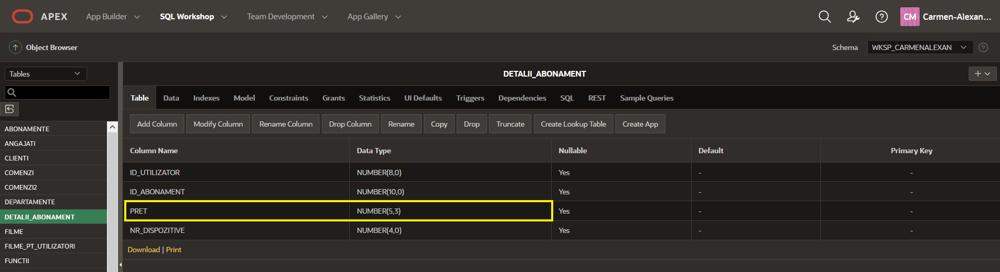 APEX App Builder SQL Workshop Team Development App Gallery CM Carmen-Alexan...
Object Browser Schema WKSP_CARMENALEXAN
Tables
DETALII_ABONAMENT
Table Data Indexes Model Constraints Grants Statistics UI Defaults Triggers Dependencies SQL REST Sample Queries
Add Column Modify Column Rename Column Drop Column Rename Copy Drop Truncate Create Lookup Table Create App
ABONAMENTE
ANGAJATI
CLIENTI
COMENZI
COMENZI2
DEPARTAMENTE
DETALII_ABONAMENT
FILME
FILME_PT_UTILIZATORI
FUNCTII
Column Name Data Type Nullable Default Primary Key
ID_UTILIZATOR NUMBER(8,0) Yes - -
ID_ABONAMENT NUMBER(10,0) Yes - -
PRET NUMBER(5,3) Yes - -
NR_DISPOZITIVE NUMBER(4,0) Yes - -
Download | Print